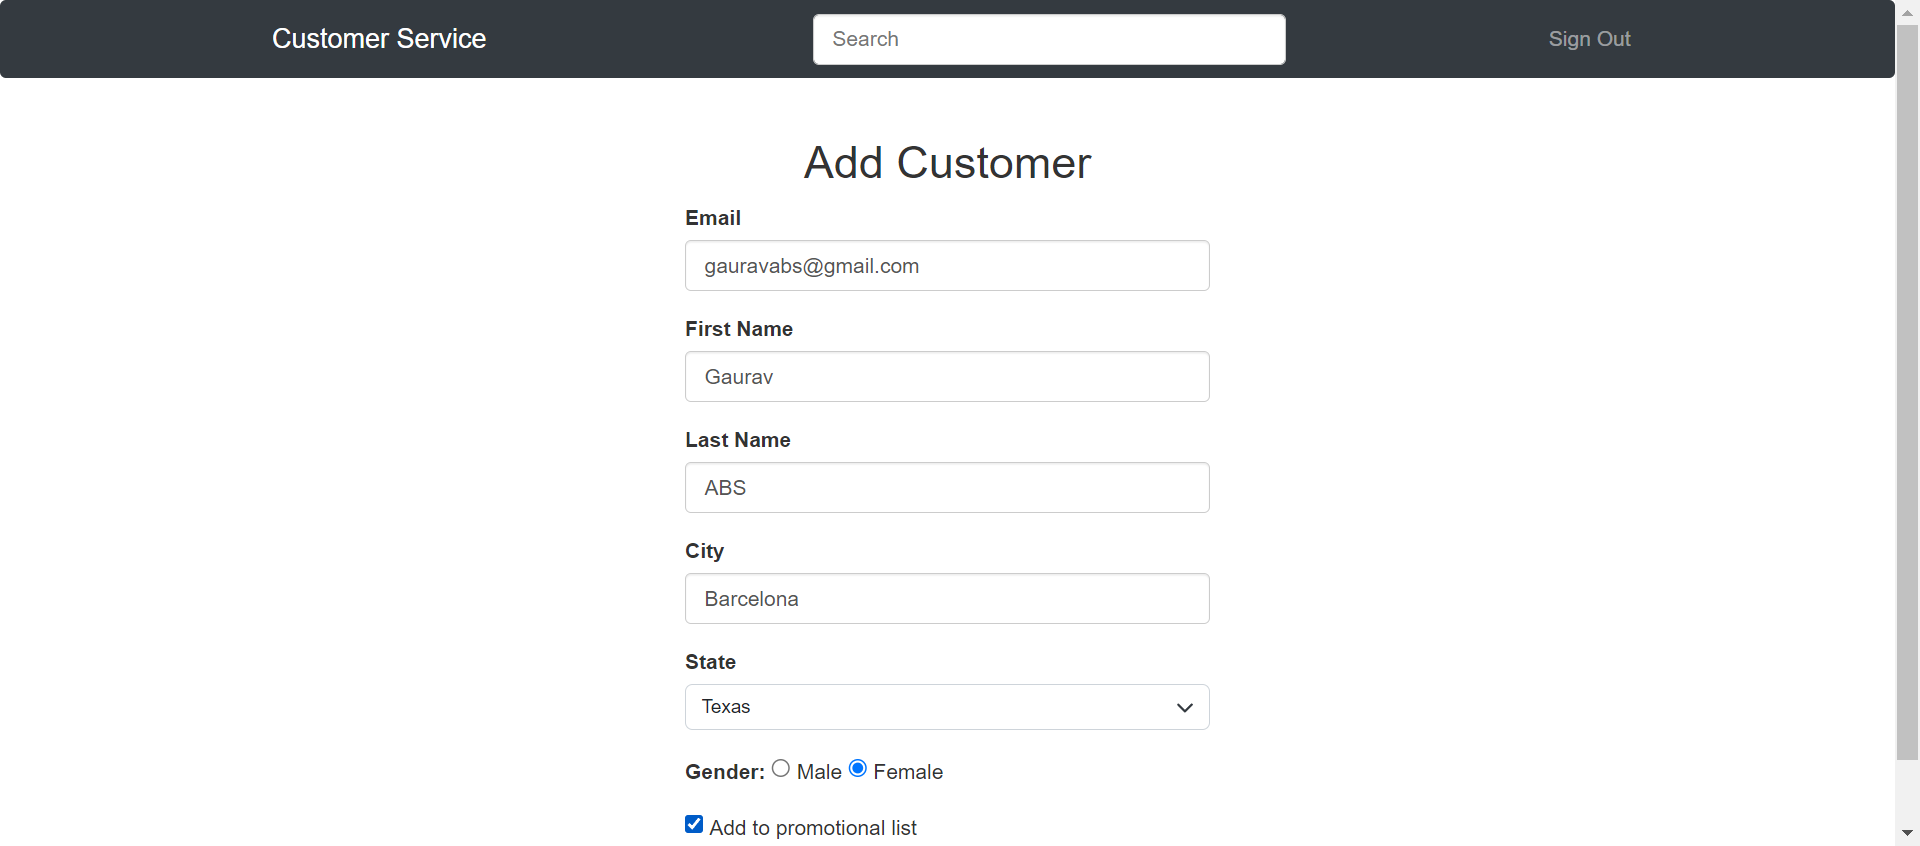 Customer Service
Search
Sign Out
Add Customer
Email
gauravabs@gmail.com
First Name
Gaurav
Last Name
ABS
City
Barcelona
State
Texas
Gender: Male Female
Add to promotional list